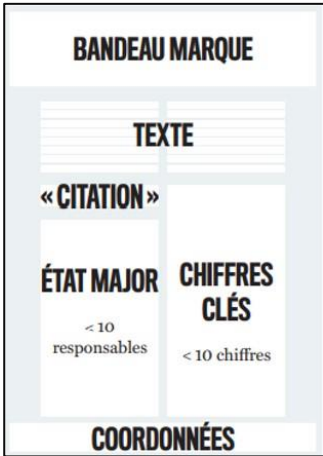 BANDEAU MARQUE
TEXTE
« CITATION »
ÉTAT MAJOR
< 10
responsables
CHIFFRES
CLÉS
< 10 chiffres
COORDONNÉES